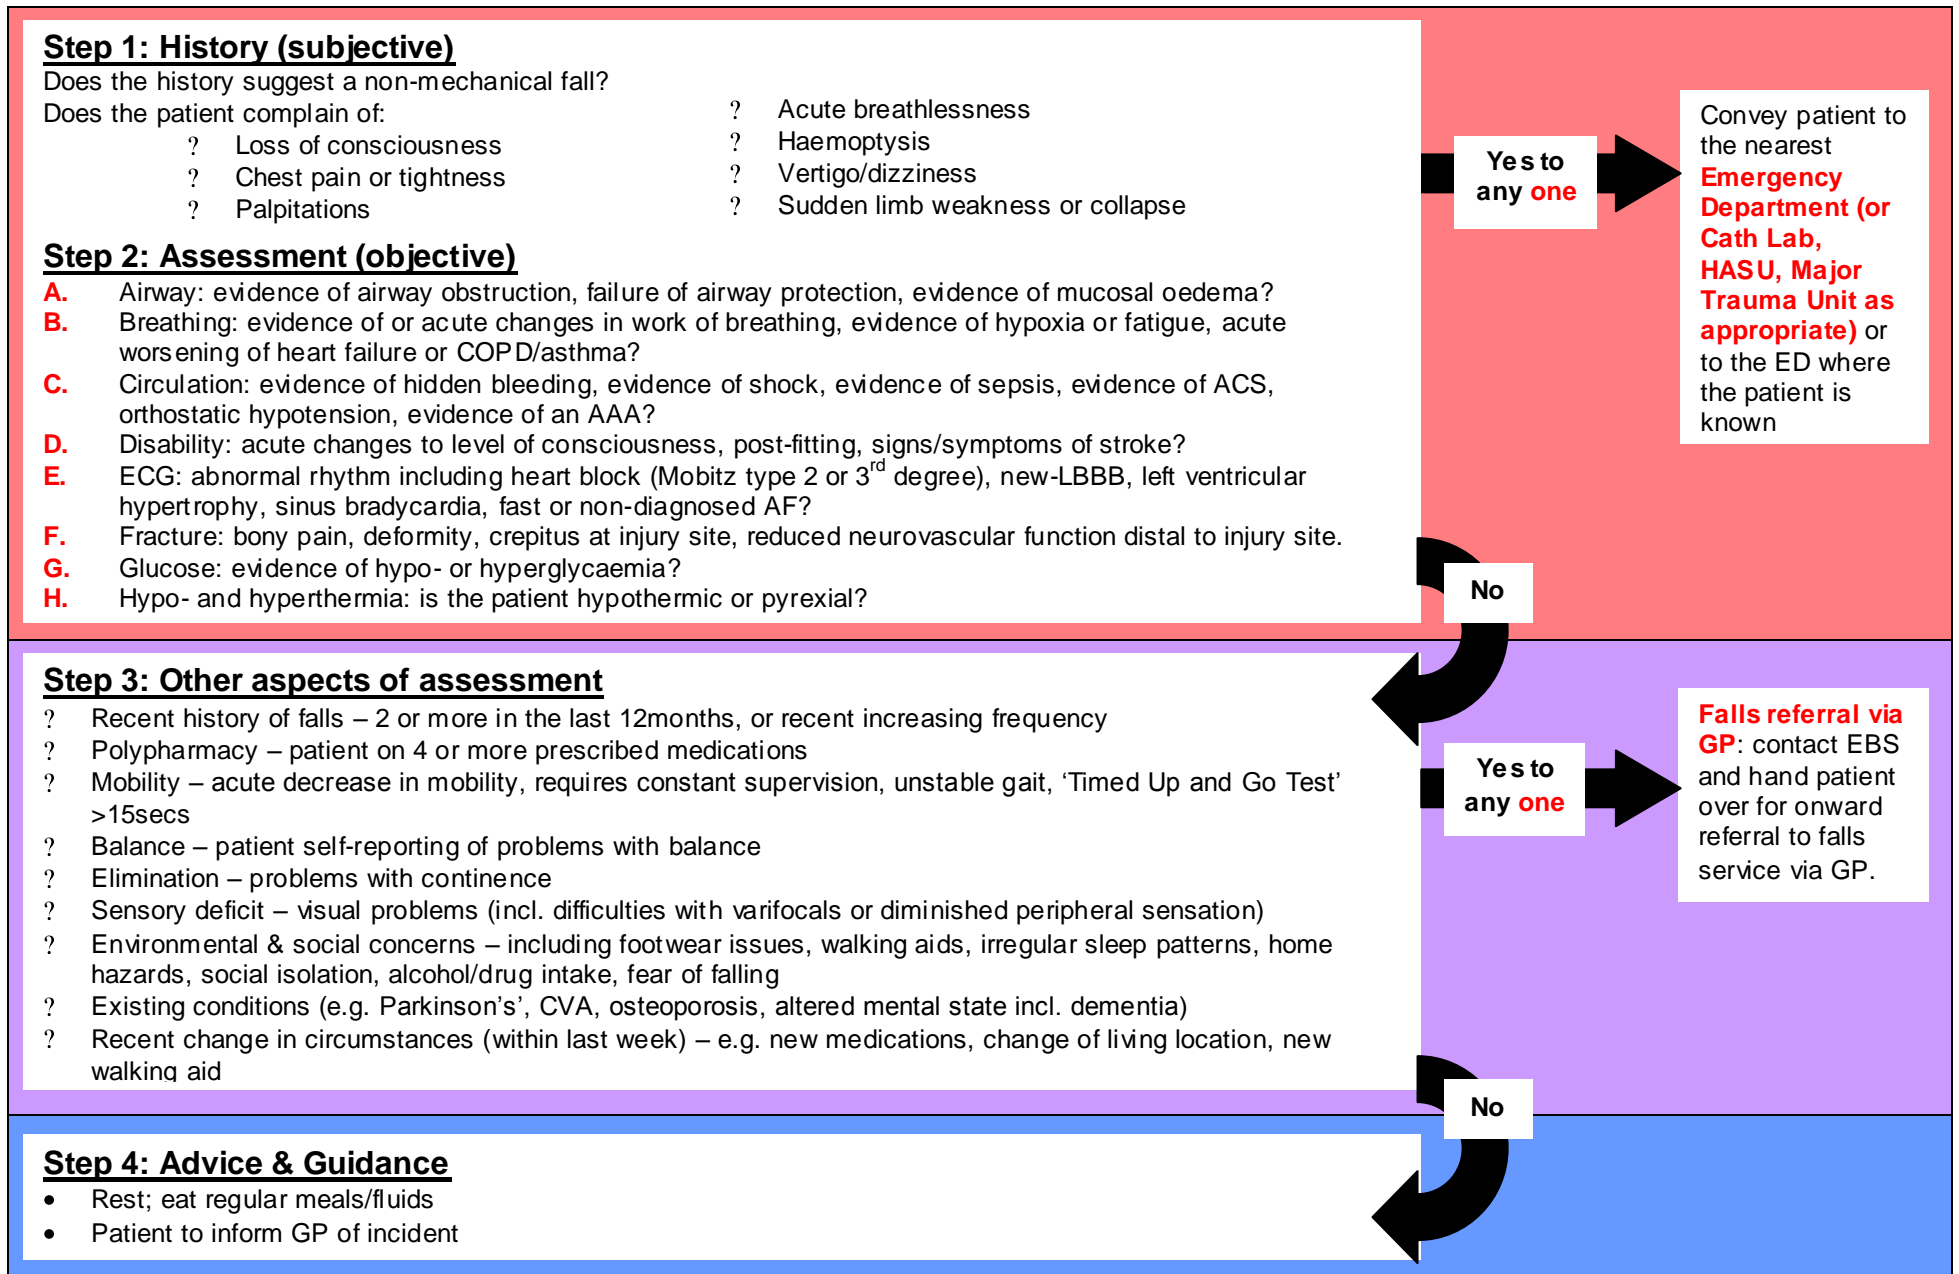 Step 1: History (subjective)
Does the history suggest a non-mechanical fall?
Does the patient complain of:
? Loss of consciousness
? Chest pain or tightness
? Palpitations
? Acute breathlessness
? Haemoptysis
? Vertigo/dizziness
? Sudden limb weakness or collapse
Yes to
any one
Convey patient to
the nearest
Emergency
Department (or
Cath Lab,
HASU, Major
Trauma Unit as
appropriate) or
to the ED where
the patient is
known
Step 2: Assessment (objective)
A. Airway: evidence of airway obstruction, failure of airway protection, evidence of mucosal oedema?
B. Breathing: evidence of or acute changes in work of breathing, evidence of hypoxia or fatigue, acute
worsening of heart failure or COPD/asthma?
C. Circulation: evidence of hidden bleeding, evidence of shock, evidence of sepsis, evidence of ACS,
orthostatic hypotension, evidence of an AAA?
D. Disability: acute changes to level of consciousness, post-fitting, signs/symptoms of stroke?
E. ECG: abnormal rhythm including heart block (Mobitz type 2 or 3rd degree), new-LBBB, left ventricular
hypertrophy, sinus bradycardia, fast or non-diagnosed AF?
F. Fracture: bony pain, deformity, crepitus at injury site, reduced neurovascular function distal to injury site.
G. Glucose: evidence of hypo- or hyperglycaemia?
H. Hypo- and hyperthermia: is the patient hypothermic or pyrexial?
No
Step 3: Other aspects of assessment
? Recent history of falls – 2 or more in the last 12months, or recent increasing frequency
? Polypharmacy – patient on 4 or more prescribed medications
? Mobility – acute decrease in mobility, requires constant supervision, unstable gait, ‘Timed Up and Go Test’
>15secs
? Balance – patient self-reporting of problems with balance
? Elimination – problems with continence
? Sensory deficit – visual problems (incl. difficulties with varifocals or diminished peripheral sensation)
? Environmental & social concerns – including footwear issues, walking aids, irregular sleep patterns, home
hazards, social isolation, alcohol/drug intake, fear of falling
? Existing conditions (e.g. Parkinson’s’, CVA, osteoporosis, altered mental state incl. dementia)
? Recent change in circumstances (within last week) – e.g. new medications, change of living location, new
walking aid
Yes to
any one
Falls referral via
GP: contact EBS
and hand patient
over for onward
referral to falls
service via GP.
No
Step 4: Advice & Guidance
• Rest; eat regular meals/fluids
• Patient to inform GP of incident